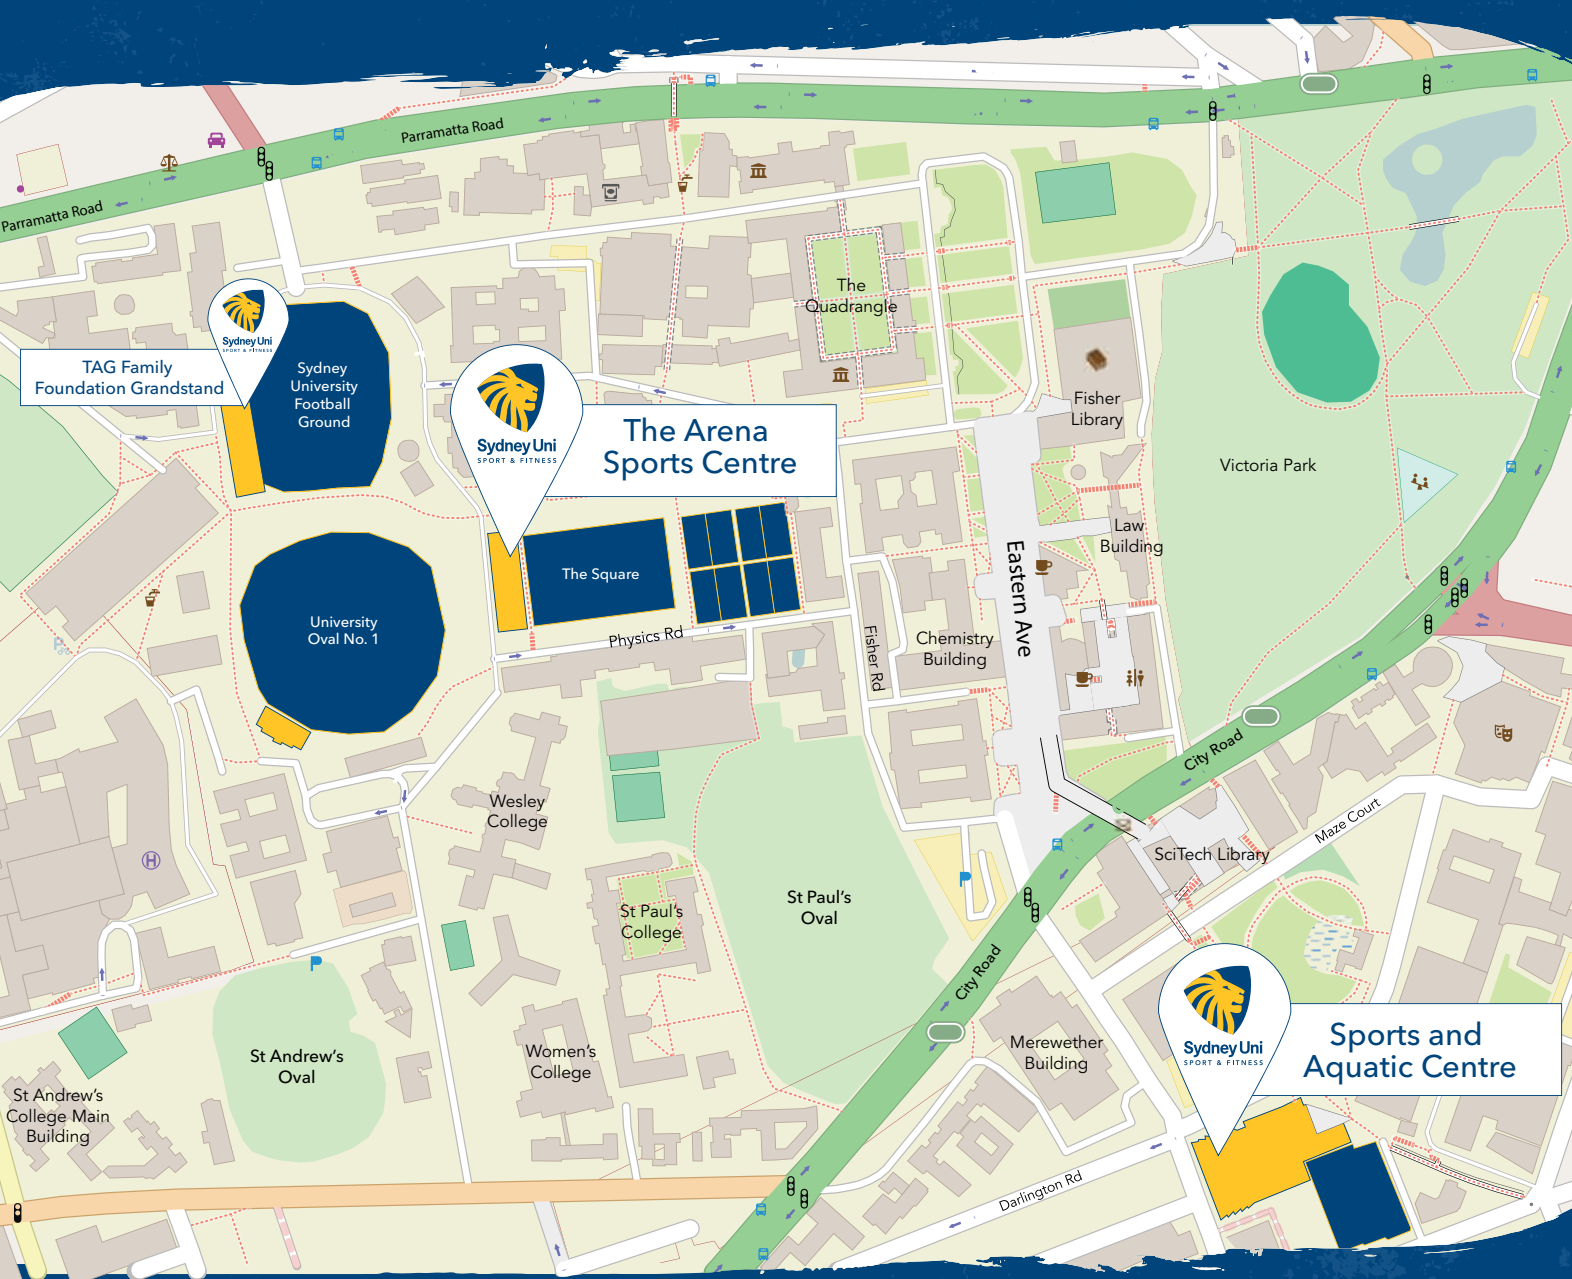 Parramatta Road
Parramatta Road
The
Quadrangle
Sydney Uni
SPORT & FITNESS
TAG Family
Foundation Grandstand
Sydney
University
Football
Ground
Sydney Uni
SPORT & FITNESS
The Arena
Sports Centre
Fisher
Library
Victoria Park
Law
Building
Eastern Ave
The Square
University
Oval No. 1
Physics Rd
Fisher Rd
Chemistry
Building
City Road
Wesley
College
Maze Court
SciTech Library
St Paul's
College
St Paul's
Oval
City Road
St Andrew's
Oval
Women's
College
Merewether
Building
Sydney Uni
SPORT & FITNESS
Sports and
Aquatic Centre
St Andrew's
College Main
Building
Darlington Rd
H
P
P